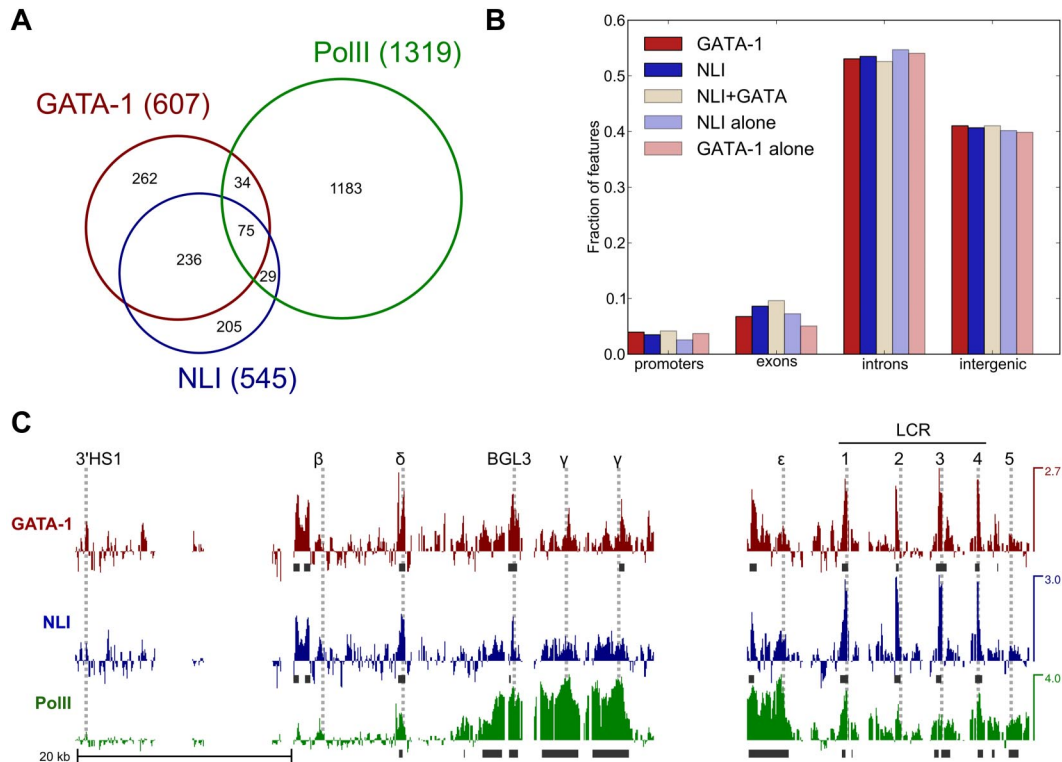 A
PolII (1319)
GATA-1 (607)
262
34
1183
75
236
29
205
NLI (545)
B
GATA-1
NLI
NLI+GATA
NLI alone
GATA-1 alone
Fraction of features
0.6
0.5
0.4
0.3
0.2
0.1
0.0
promoters
exons
introns
intergenic
C
LCR
3'HS1
β
δ
BGL3
γ
γ
ε
1
2
3
4
5
GATA-1
2.7
NLI
3.0
PolII
4.0
20 kb